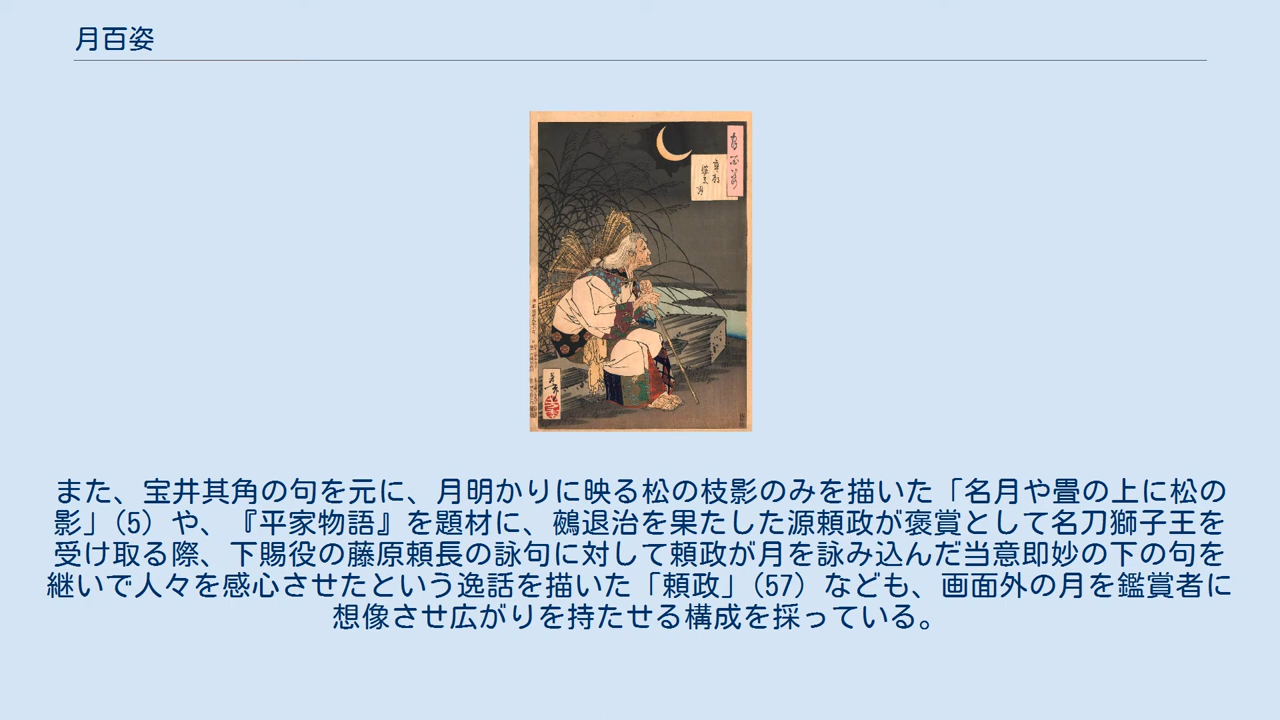 月百姿
月百姿
卒都
婆の月
また、宝井其角の句を元に、月明かりに映る松の枝影のみを描いた「名月や畳の上に松の
影」（5）や、『平家物語』を題材に、鵺退治を果たした源頼政が褒賞として名刀獅子王を
受け取る際、下賜役の藤原頼長の詠句に対して頼政が月を詠み込んだ当意即妙の下の句を
継いで人々を感心させたという逸話を描いた「頼政」（57）なども、画面外の月を鑑賞者に
想像させ広がりを持たせる構成を採っている。